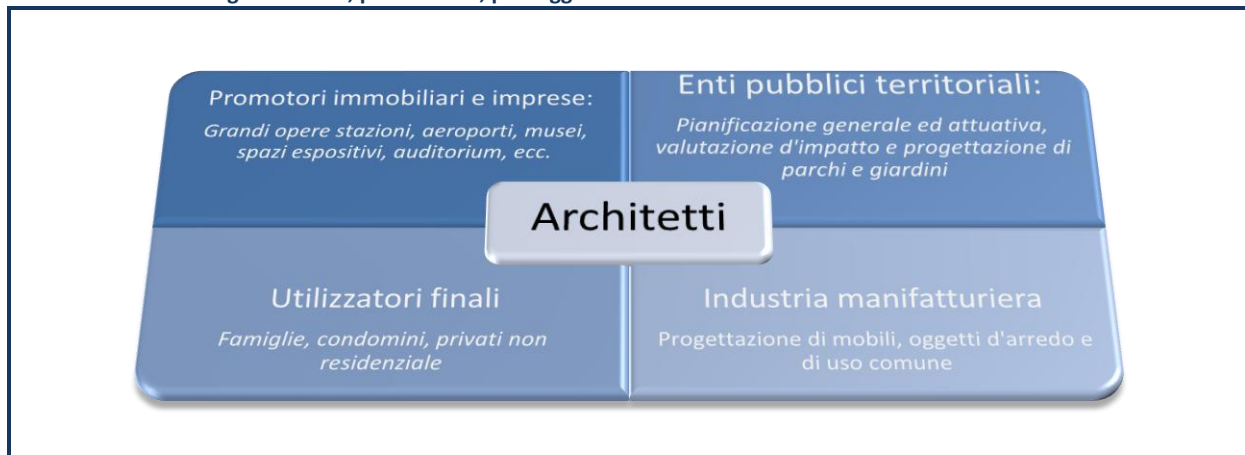 Promotori immobiliari e imprese:
Grandi opere stazioni, aeroporti, musei,
spazi espositivi, auditorium, ecc.
Enti pubblici territoriali:
Pianificazione generale ed attuativa,
valutazione d'impatto e progettazione di
parchi e giardini
Architetti
Utilizzatori finali
Famiglie, condomini, privati non
residenziale
Industria manifatturiera
Progettazione di mobili, oggetti d'arredo e
di uso comune